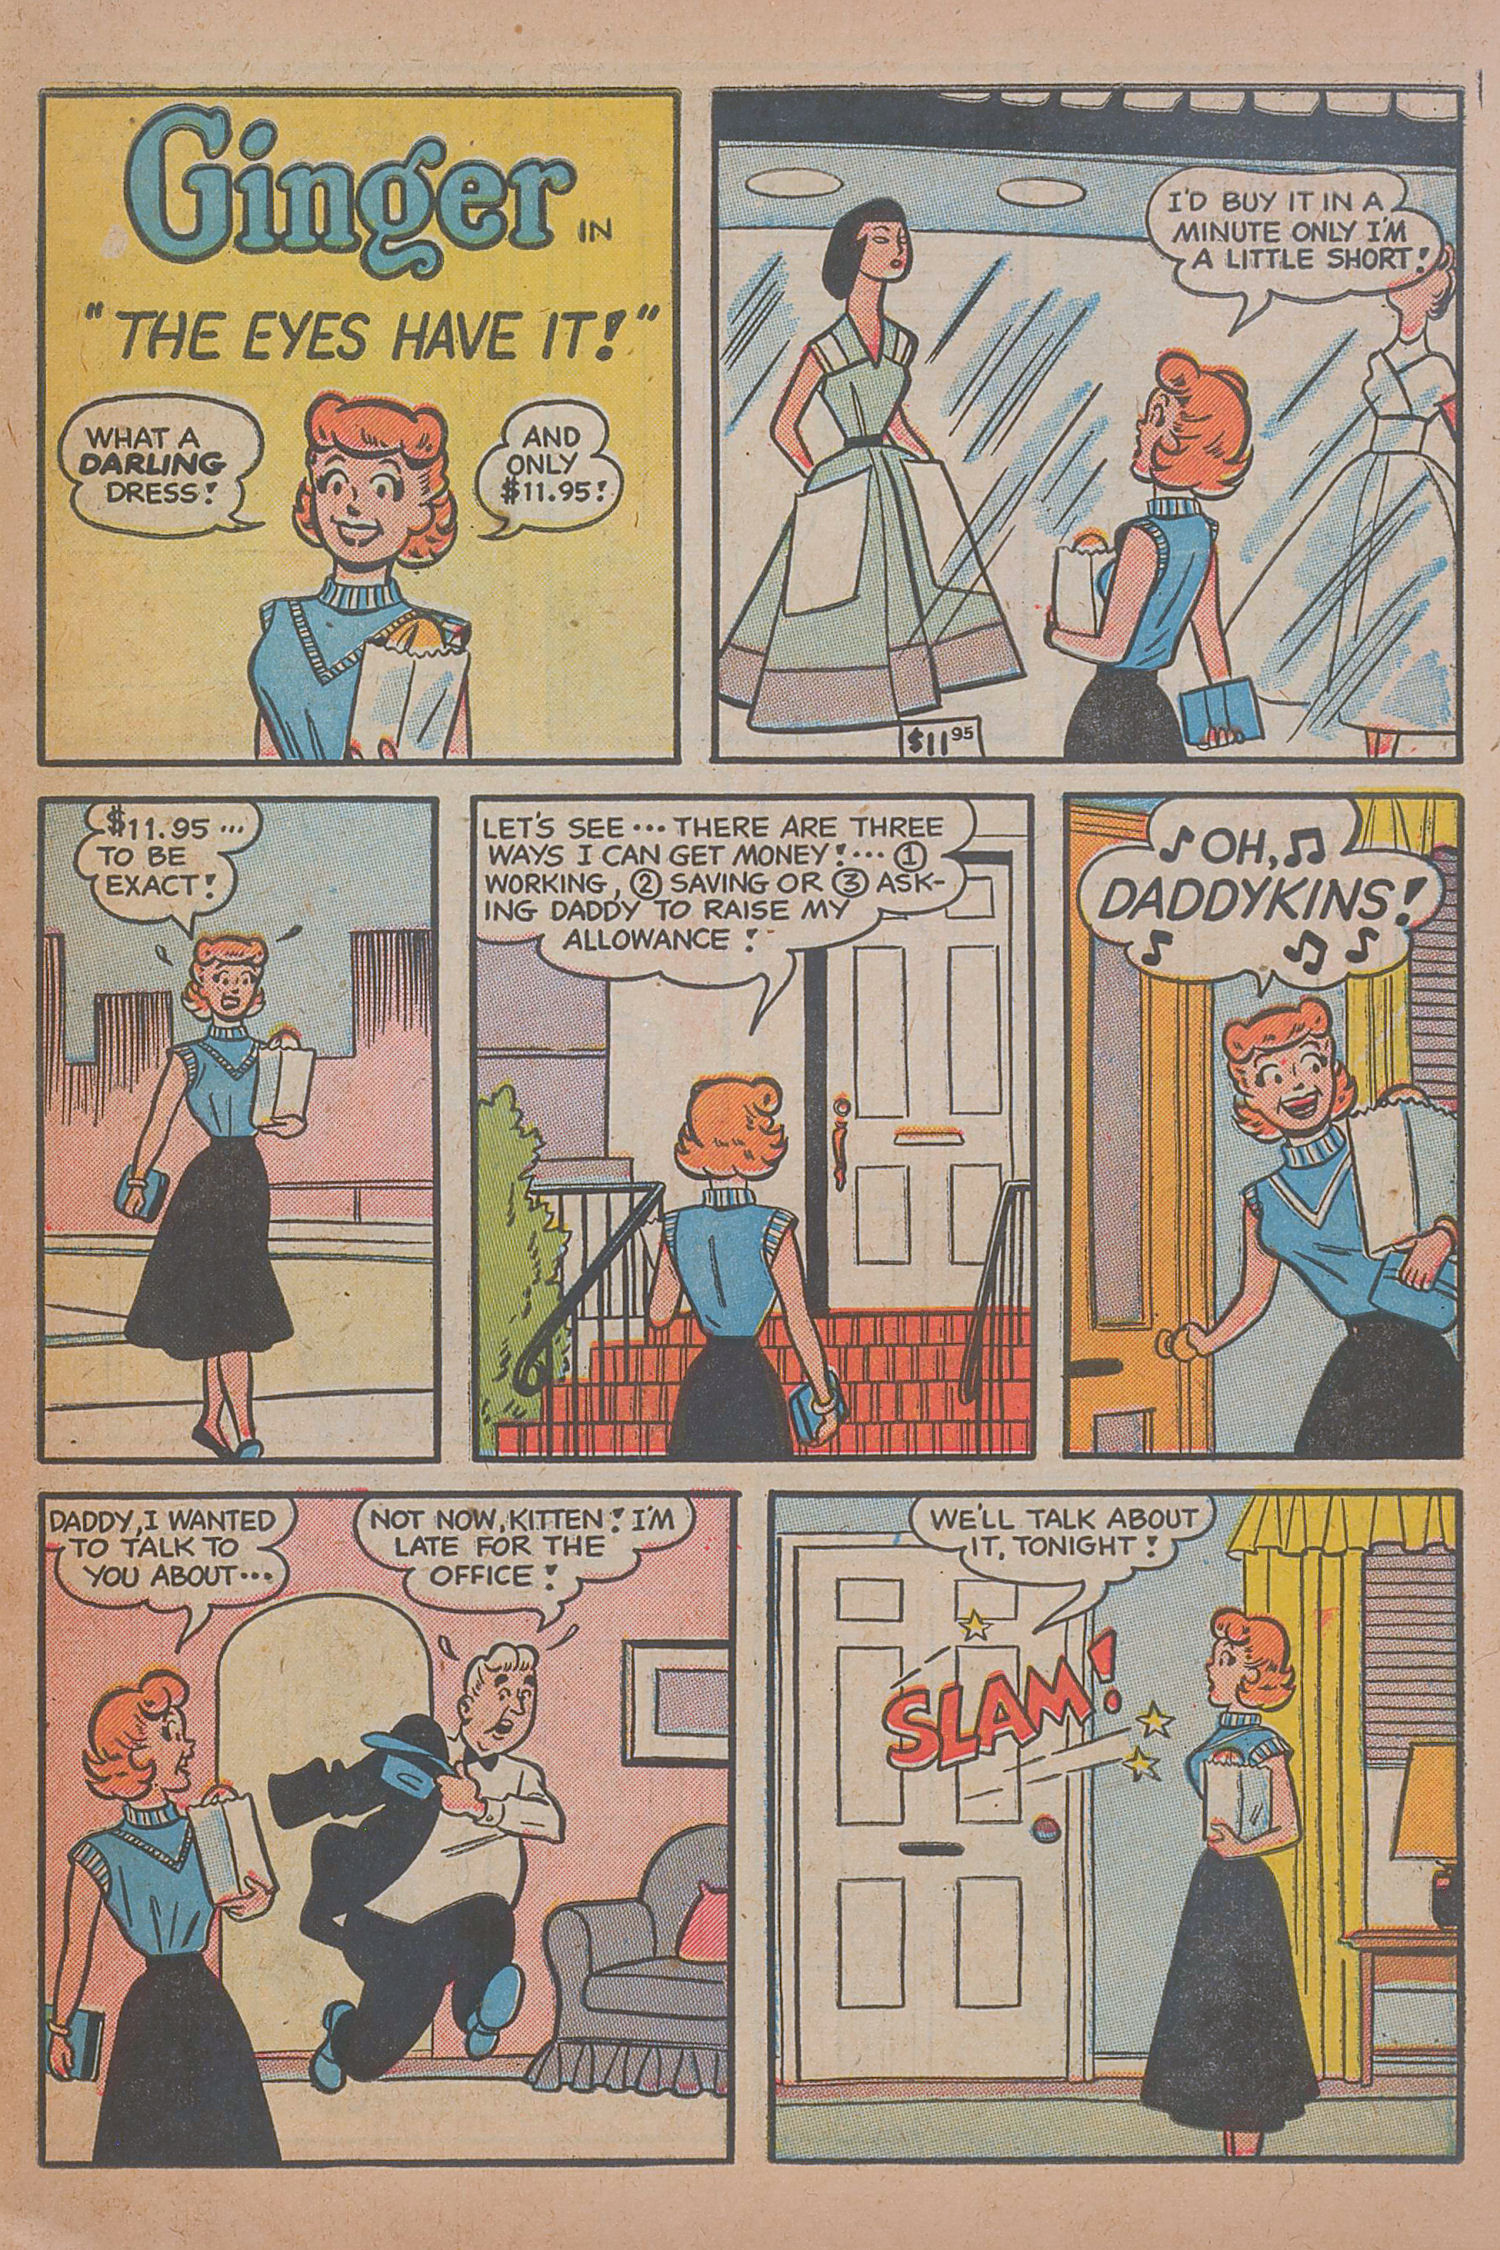 Ginger IN
"THE EYES HAVE IT!"
WHAT A
DARLING
DRESS!
AND
ONLY
$11.95!
I'D BUY IT IN A
MINUTE ONLY I'M
A LITTLE SHORT!
$11 95
$11.95 ...
TO BE
EXACT!
LET'S SEE ... THERE ARE THREE
WAYS I CAN GET MONEY! ... ①
WORKING, ② SAVING OR ③ ASK-
ING DADDY TO RAISE MY
ALLOWANCE!
♪ OH, ♫
DADDYKINS!
♪ ♫ ♪
DADDY, I WANTED
TO TALK TO
YOU ABOUT ...
NOT NOW, KITTEN! I'M
LATE FOR THE
OFFICE!
WE'LL TALK ABOUT
IT, TONIGHT!
SLAM!